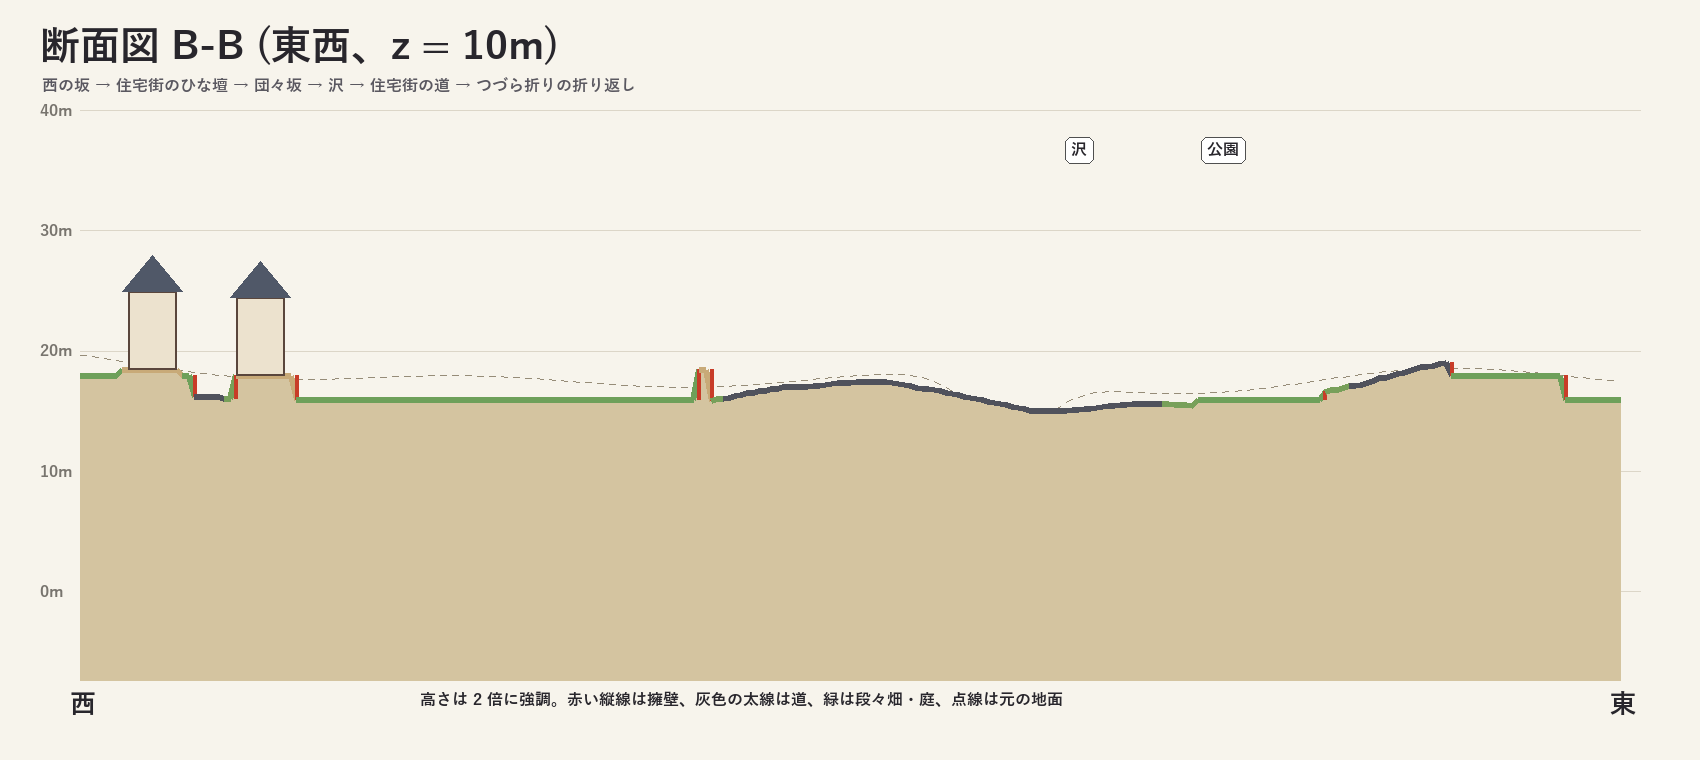 断面図 B-B (東西、z = 10m)
西の坂 → 住宅街のひな壇 → 団々坂 → 沢 → 住宅街の道 → つづら折りの折り返し
40m
沢
公園
30m
20m
10m
0m
西
高さは 2 倍に強調。赤い縦線は擁壁、灰色の太線は道、緑は段々畑・庭、点線は元の地面
東